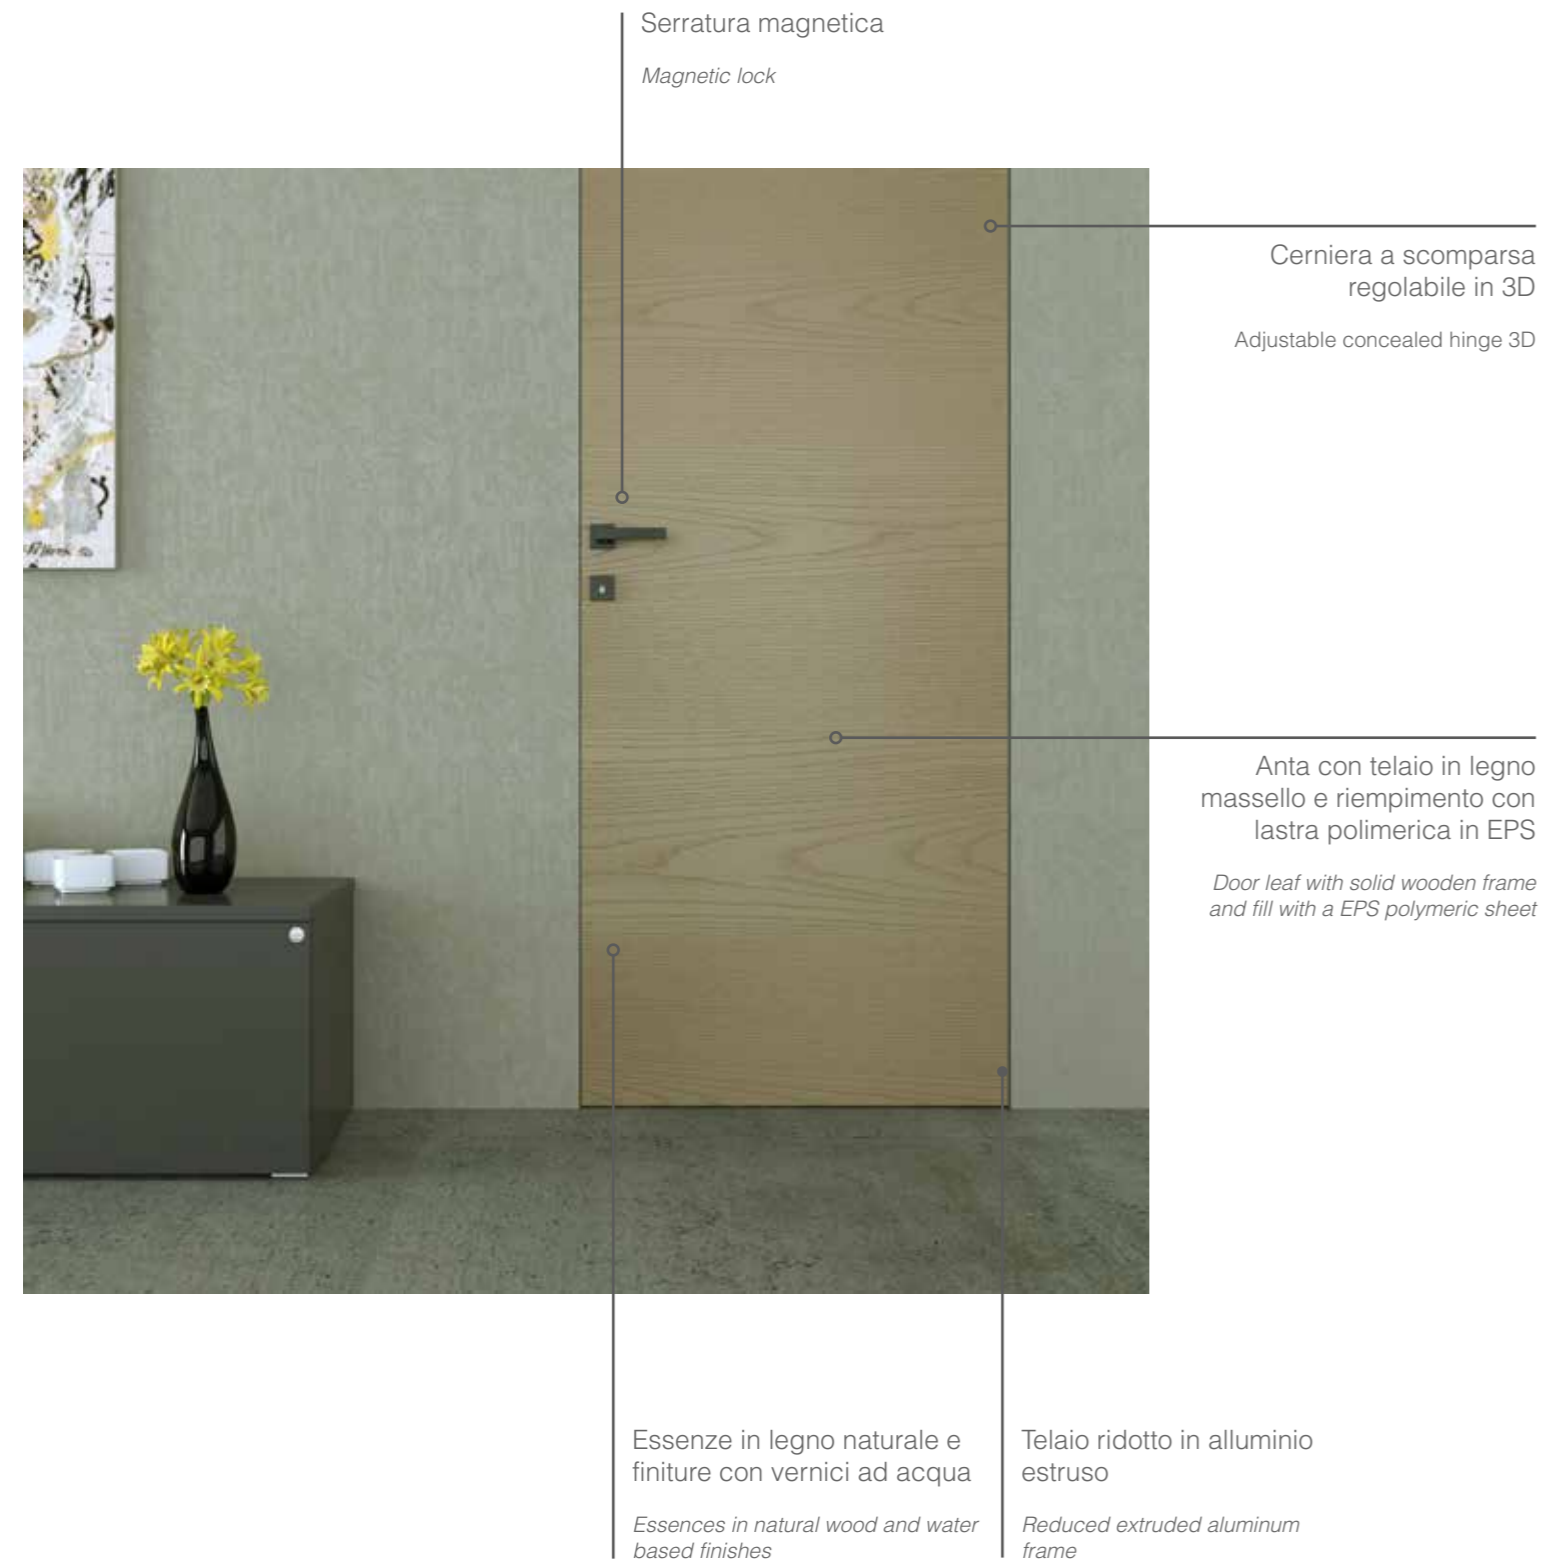 Serratura magnetica
Magnetic lock
Cerniera a scomparsa
regolabile in 3D
Adjustable concealed hinge 3D
Anta con telaio in legno
massello e riempimento con
lastra polimerica in EPS
Door leaf with solid wooden frame
and fill with a EPS polymeric sheet
Essenze in legno naturale e
finiture con vernici ad acqua
Essences in natural wood and water
based finishes
Telaio ridotto in alluminio
estruso
Reduced extruded aluminum
frame